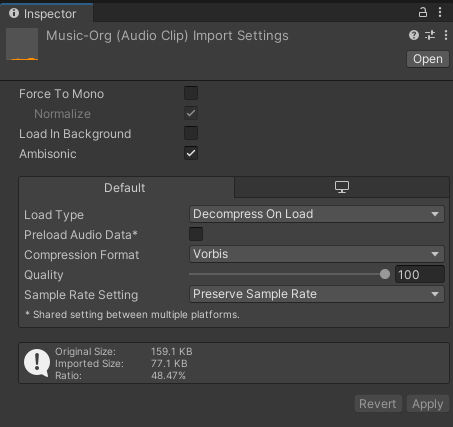 Inspector
Music-Org (Audio Clip) Import Settings
Open
Force To Mono
Normalize
Load In Background
Ambisonic
Default
Load Type Decompress On Load
Preload Audio Data*
Compression Format Vorbis
Quality 100
Sample Rate Setting Preserve Sample Rate
* Shared setting between multiple platforms.
Original Size: 159.1 KB
Imported Size: 77.1 KB
Ratio: 48.47%
Revert Apply